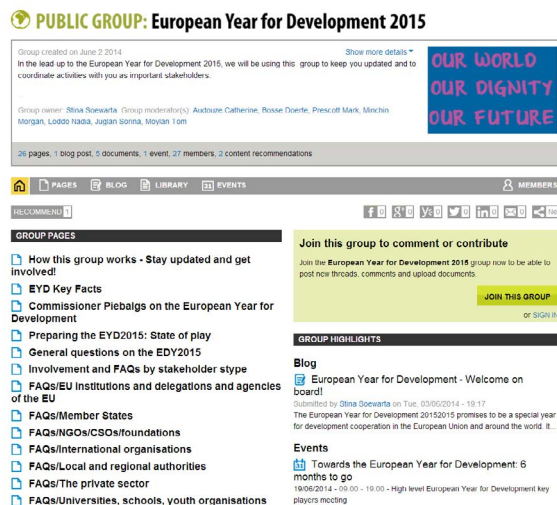 PUBLIC GROUP: European Year for Development 2015
Group created on June 2 2014
Show more details
In the lead up to the European Year for Development 2015, we will be using this group to keep you updated and to
coordinate activities with you as important stakeholders.
Group owner: Stina Soewarta Group moderator(s): Audouze Catherine, Bosse Doerte, Prescott Mark, Minchin
Morgan, Loddo Nadia, Juglan Sorina, Moylan Tom
OUR WORLD
OUR DIGNITY
OUR FUTURE
26 pages, 1 blog post, 5 documents, 1 event, 27 members, 2 content recommendations
PAGES BLOG LIBRARY EVENTS MEMBERS
RECOMMEND 1
0 0 0 0 0 0 Ne
GROUP PAGES
How this group works - Stay updated and get
involved!
EYD Key Facts
Commissioner Piebalgs on the European Year for
Development
Preparing the EYD2015: State of play
General questions on the EDY2015
Involvement and FAQs by stakeholder stype
FAQs/EU institutions and delegations and agencies
of the EU
FAQs/Member States
FAQs/NGOs/CSOs/foundations
FAQs/International organisations
FAQs/Local and regional authorities
FAQs/The private sector
FAQs/Universities, schools, youth organisations
Join this group to comment or contribute
Join the European Year for Development 2015 group now to be able to
post new threads, comments and upload documents.
JOIN THIS GROUP
or SIGN IN
GROUP HIGHLIGHTS
Blog
European Year for Development - Welcome on
board!
Submitted by Stina Soewarta on Tue, 03/06/2014 - 19:17
The European Year for Development 20152015 promises to be a special year
for development cooperation in the European Union and around the world. It...
Events
Towards the European Year for Development: 6
months to go
19/06/2014 - 09:00 - 19:00 - High level European Year for Development key
players meeting